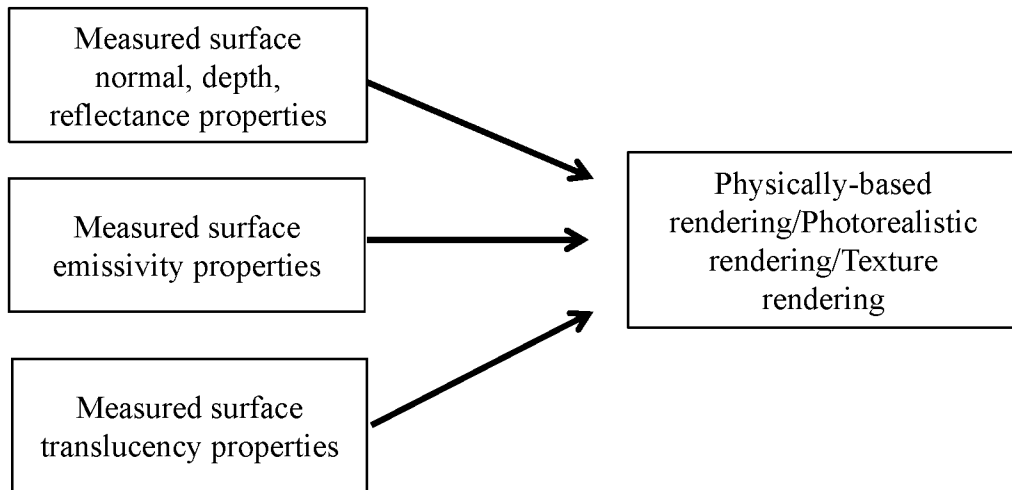 Measured surface
normal, depth,
reflectance properties
Measured surface
emissivity properties
Measured surface
translucency properties
Physically-based
rendering/Photorealistic
rendering/Texture
rendering